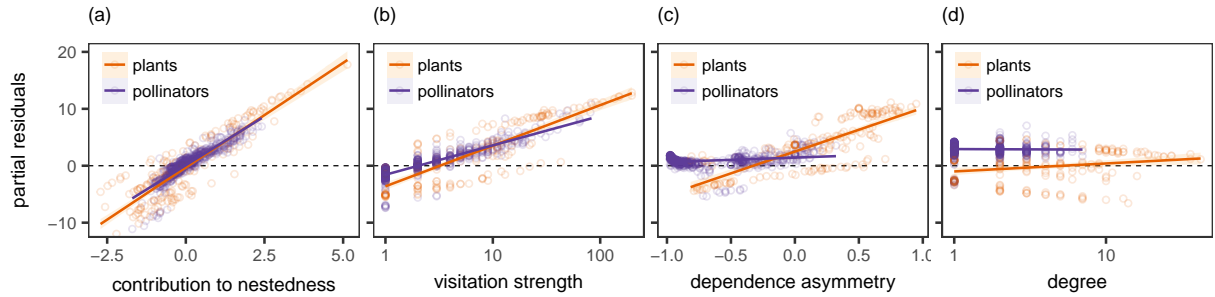 (a)
(b)
(c)
(d)
partial residuals
20
10
0
−10
plants
pollinators
plants
pollinators
plants
pollinators
plants
pollinators
−2.5 0.0 2.5 5.0
1 10 100
−1.0 −0.5 0.0 0.5 1.0
1 10
contribution to nestedness
visitation strength
dependence asymmetry
degree